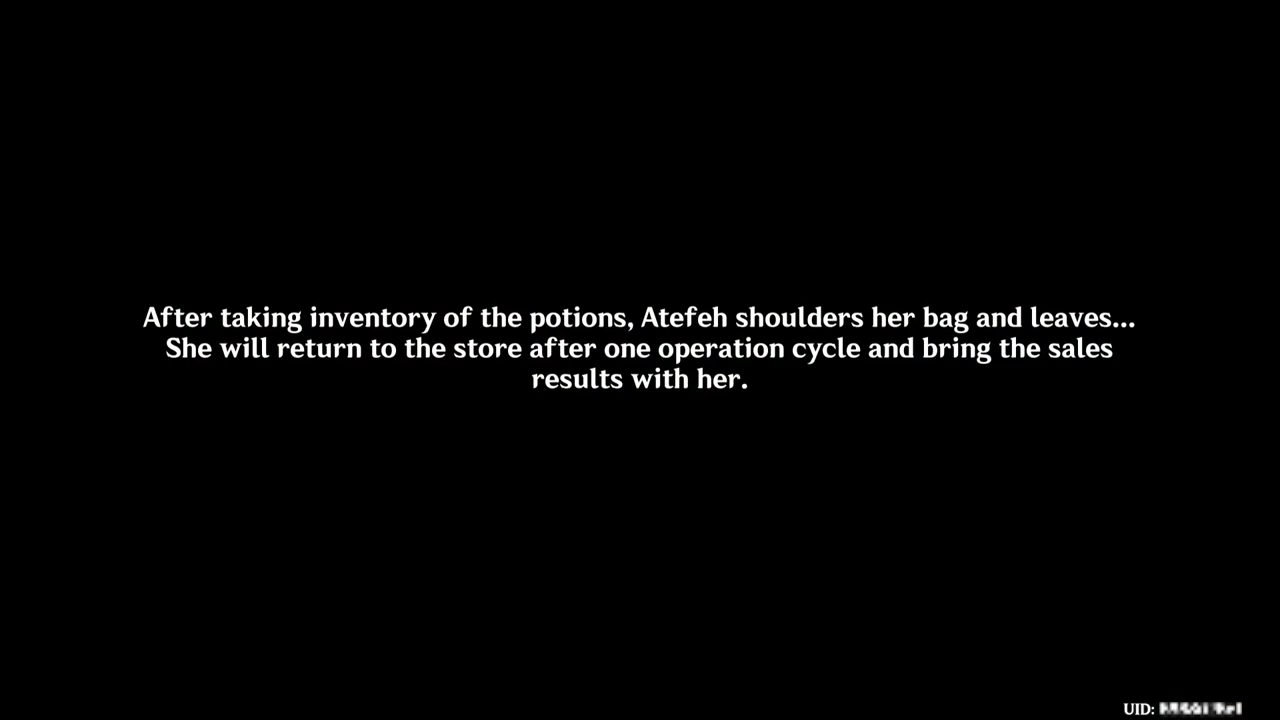 After taking inventory of the potions, Atefeh shoulders her bag and leaves...
She will return to the store after one operation cycle and bring the sales
results with her.
UID: